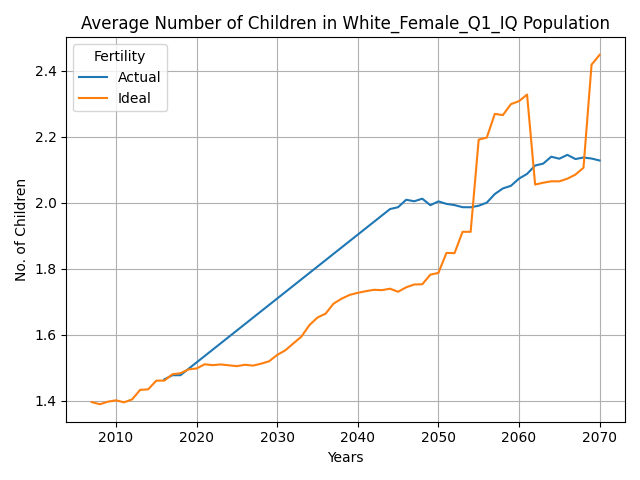 Average Number of Children in White_Female_Q1_IQ Population
Fertility
Actual
Ideal
No. of Children
2.4
2.2
2.0
1.8
1.6
1.4
2010 2020 2030 2040 2050 2060 2070
Years